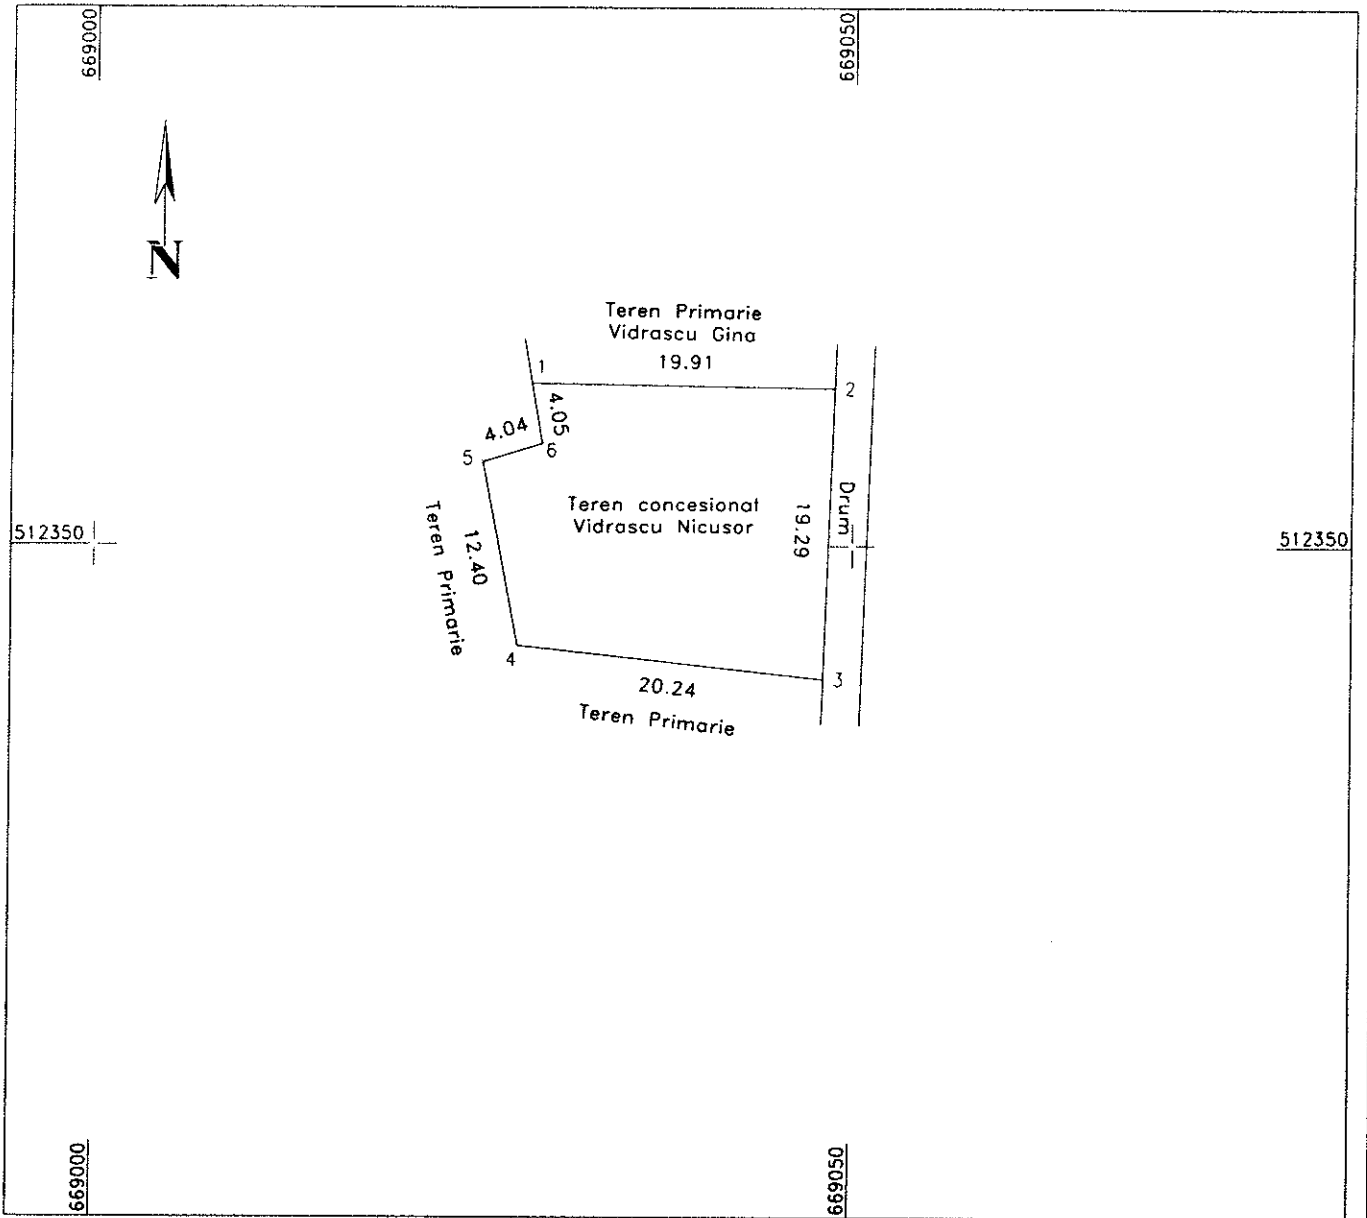 669000
669050
N
Teren Primarie
Vidrascu Gina
19.91
1
2
4.05
4.04
6
5
Teren concesionat
Vidrascu Nicusor
Drum
19.29
Teren Primarie
12.40
512350
512350
4
3
20.24
Teren Primarie
669000
669050